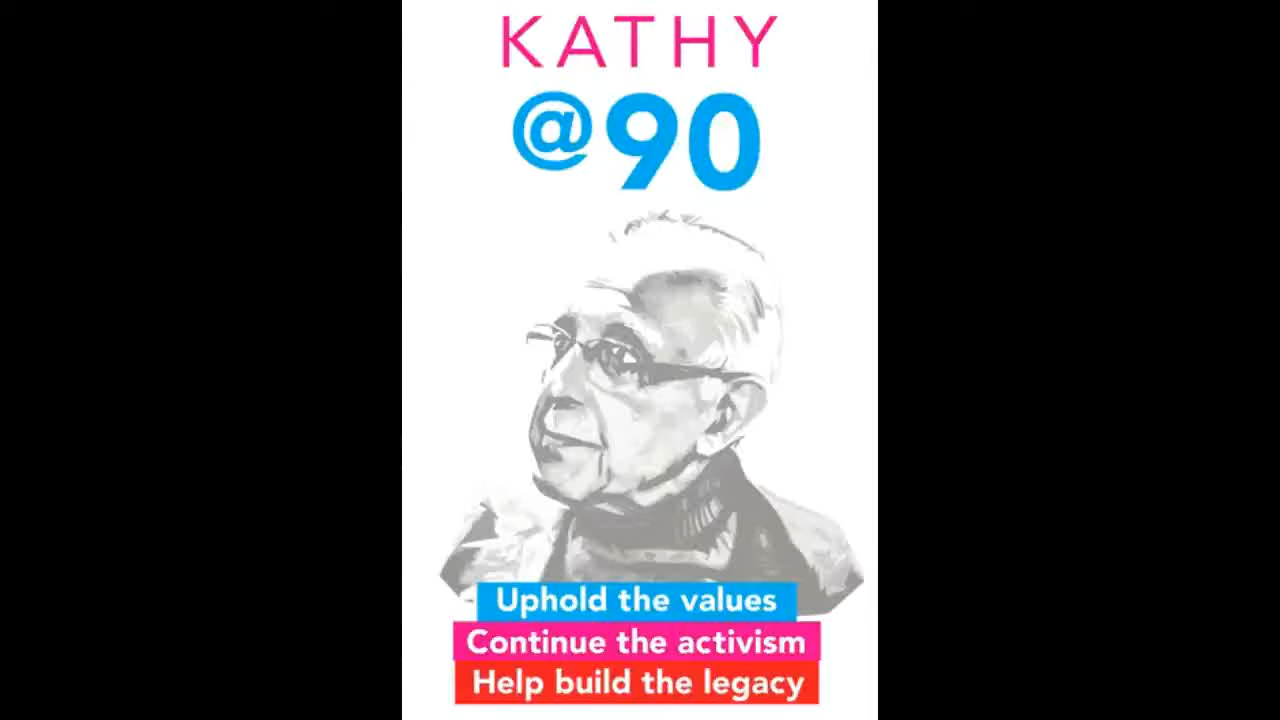 KATHY
@90
Uphold the values
Continue the activism
Help build the legacy